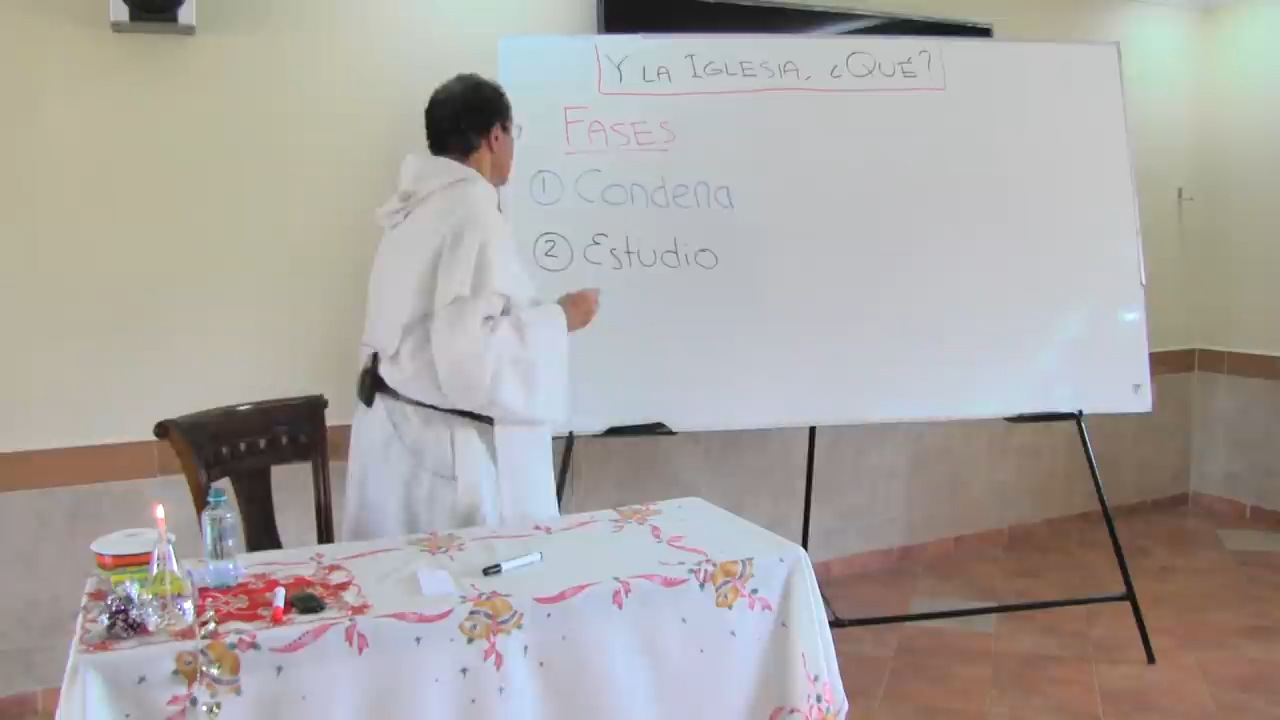 Y LA IGLESIA, ¿QUÉ?
FASES
① Condena
② Estudio